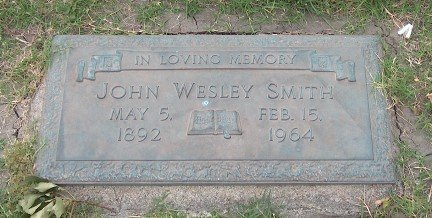 IN LOVING MEMORY
JOHN WESLEY SMITH
MAY 5, FEB. 15,
1892 1964